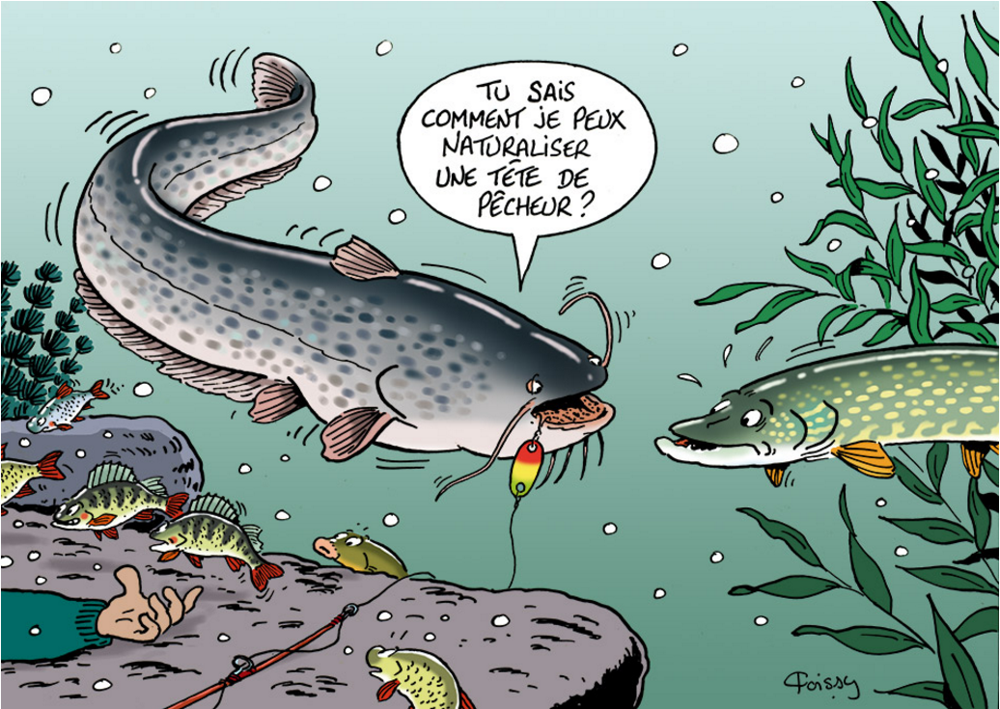 TU SAIS
COMMENT JE PEUX
NATURALISER
UNE TÊTE DE
PÊCHEUR ?
Poissy